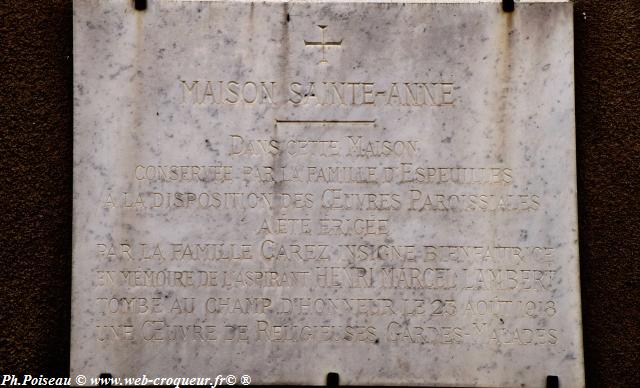 MAISON SAINTE-ANNE
DANS CETTE MAISON
CONSERVÉE PAR LA FAMILLE D'ESPEUILLES
A LA DISPOSITION DES ŒUVRES PAROISSIALES
A ÉTÉ ERIGÉE
PAR LA FAMILLE CAREZ INSIGNE BIENFAITRICE
EN MÉMOIRE DE L'ASPIRANT HENRI MARCEL LAMBERT
TOMBÉ AU CHAMP D'HONNEUR LE 23 AOUT 1918
UNE ŒUVRE DE RELIGIEUSES GARDES-MALADES
Ph.Poiseau © www-web-croqueur.fr©®